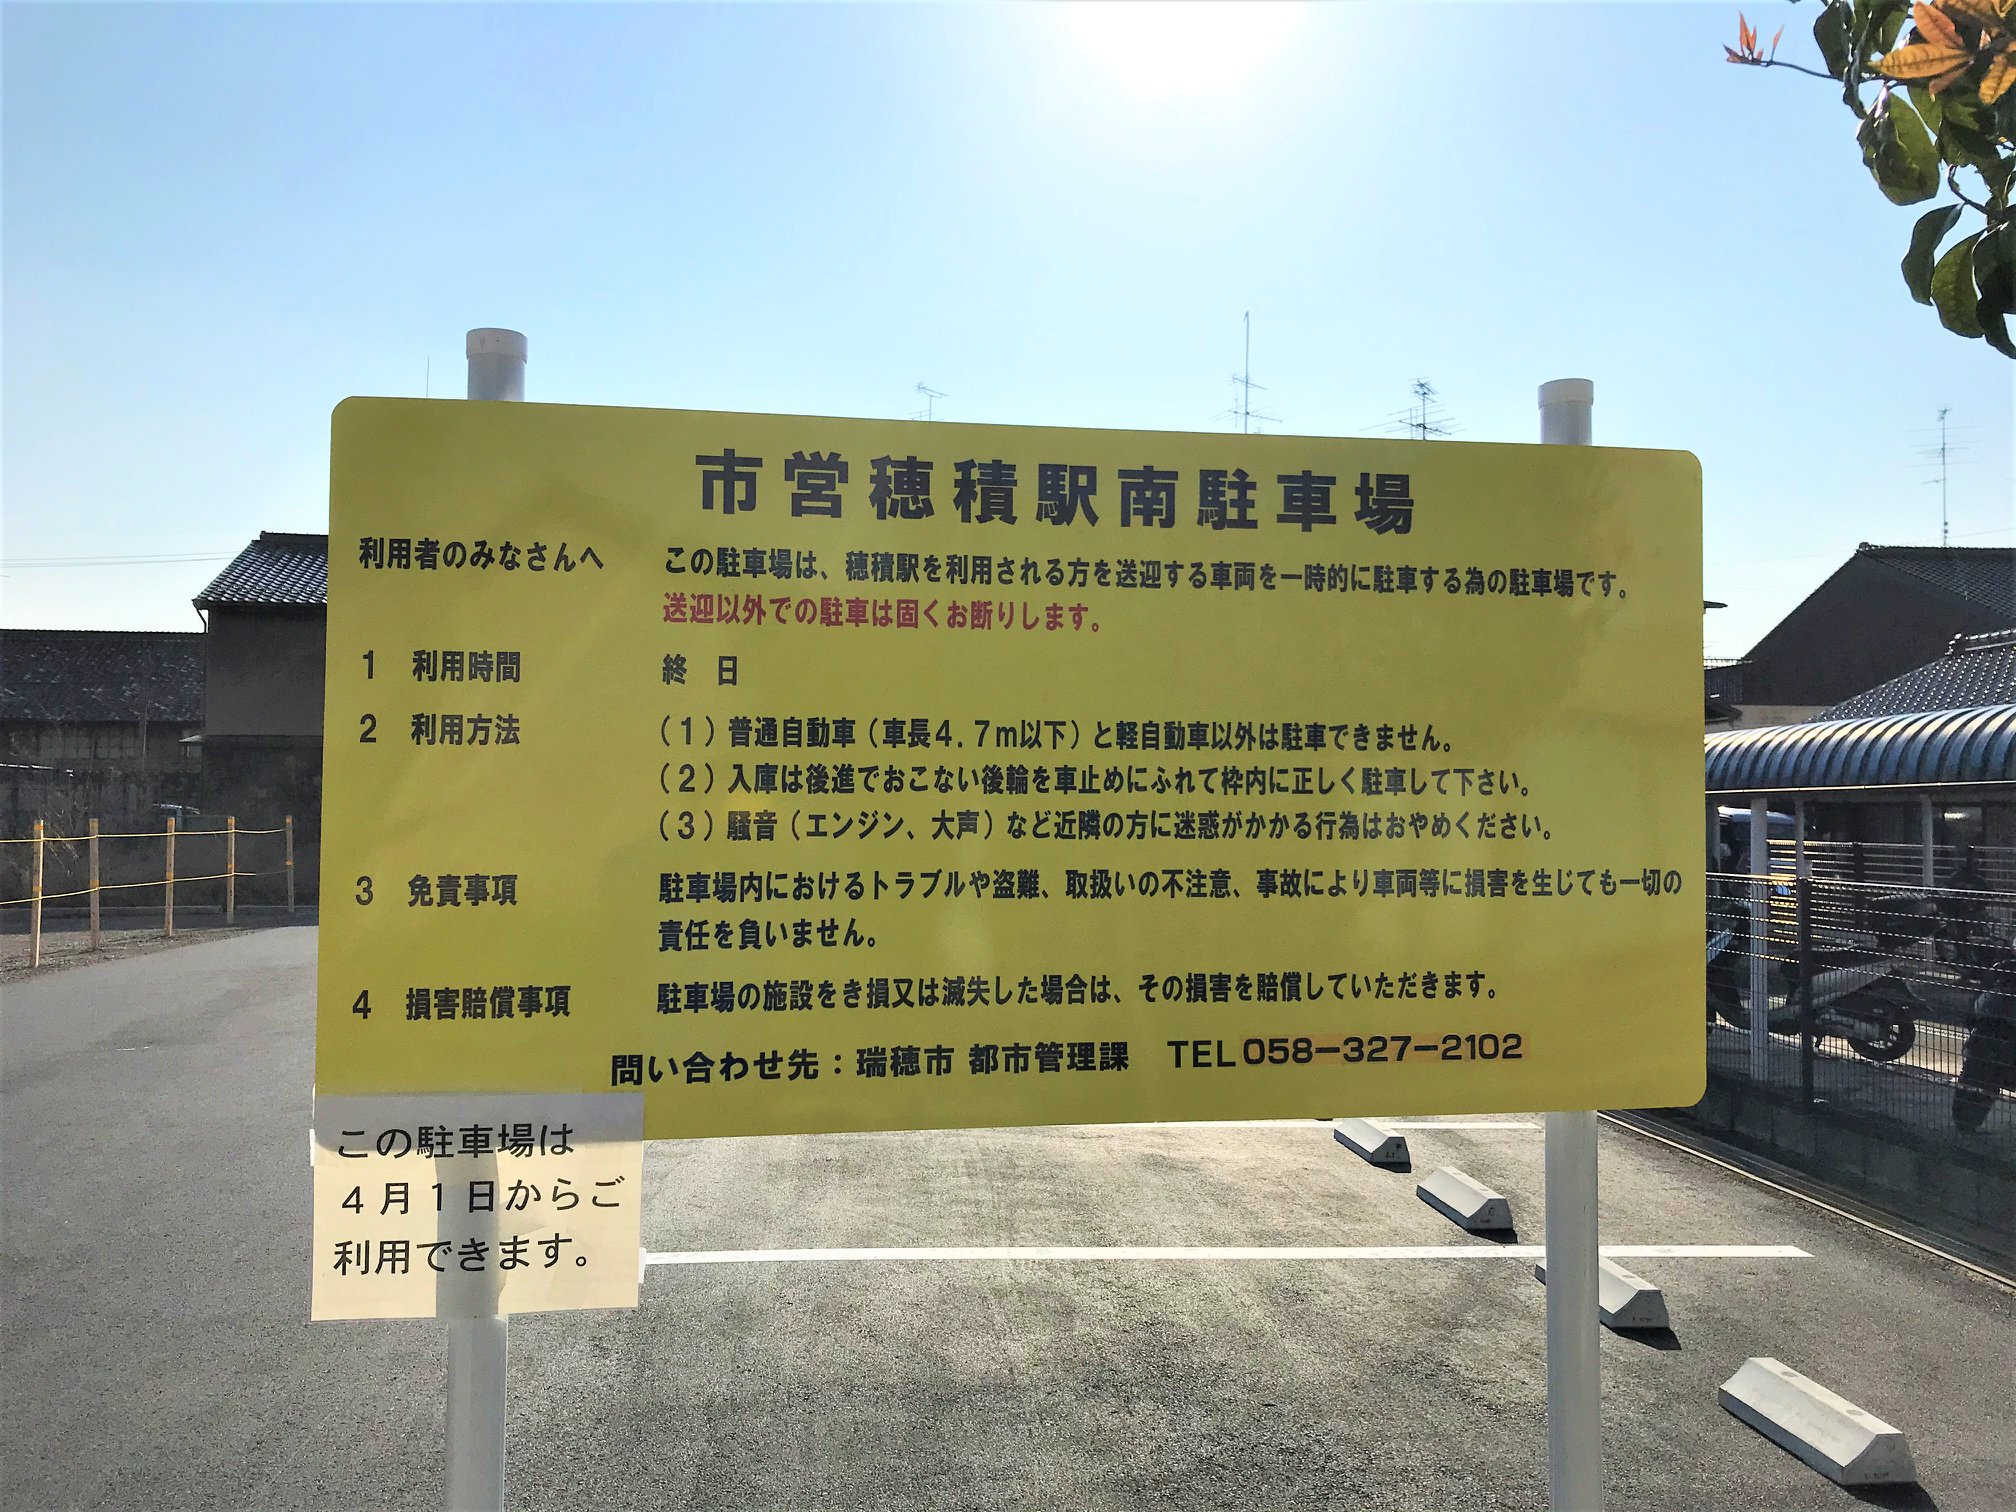 市営穂積駅南駐車場
利用者のみなさんへ この駐車場は、穂積駅を利用される方を送迎する車両を一時的に駐車する為の駐車場です。
送迎以外での駐車は固くお断りします。
1 利用時間 終 日
2 利用方法 （１）普通自動車（車長４．７ｍ以下）と軽自動車以外は駐車できません。
（２）入庫は後進でおこない後輪を車止めにふれて枠内に正しく駐車して下さい。
（３）騒音（エンジン、大声）など近隣の方に迷惑がかかる行為はおやめください。
3 免責事項 駐車場内におけるトラブルや盗難、取扱いの不注意、事故により車両等に損害を生じても一切の
責任を負いません。
4 損害賠償事項 駐車場の施設をき損又は滅失した場合は、その損害を賠償していただきます。
問い合わせ先：瑞穂市 都市管理課 TEL 058－327－2102
この駐車場は
４月１日からご
利用できます。